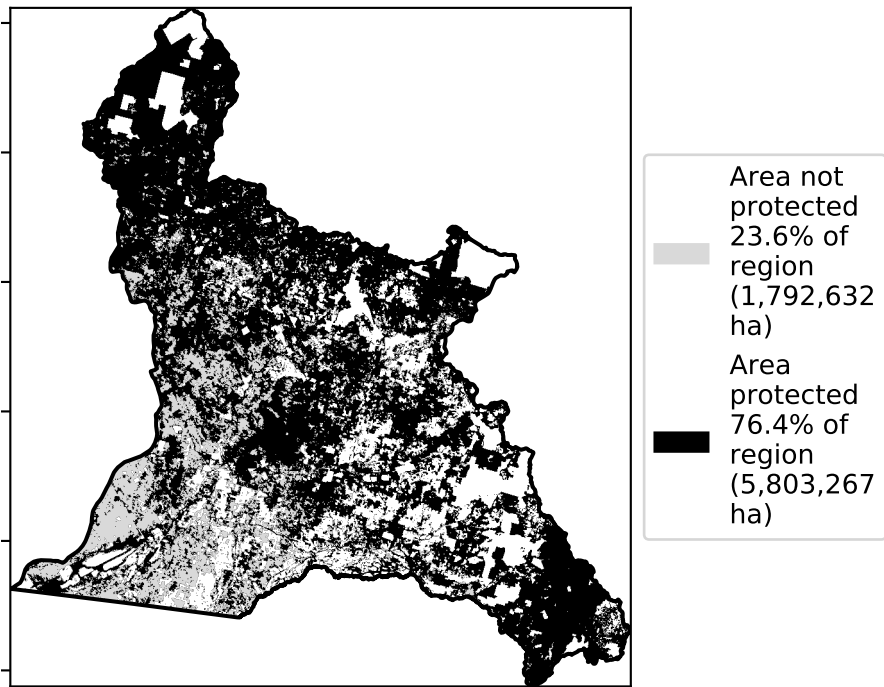 Area not
protected
23.6% of
region
(1,792,632
ha)
Area
protected
76.4% of
region
(5,803,267
ha)